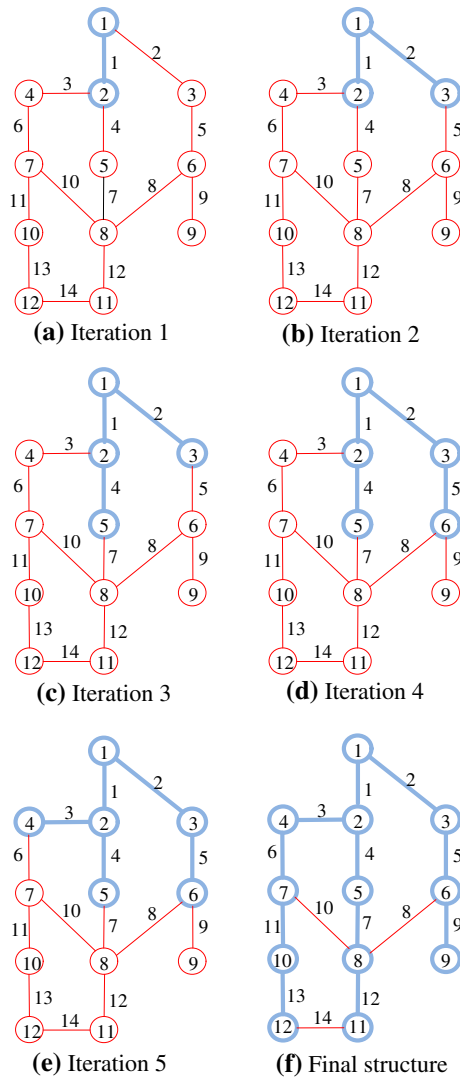 1 1
1 2 1 2
3 3
4 2 3 4 2 3
6 4 5 6 4 5
7 5 6 7 5 6
10 8 10 8
11 7 9 11 7 9
10 8 9 10 8 9
13 12 13 12
14 14
12 11 12 11
(a) Iteration 1 (b) Iteration 2
1 1
1 2 1 2
3 3
4 2 3 4 2 3
6 4 5 6 4 5
7 5 6 7 5 6
10 8 10 8
11 7 9 11 7 9
10 8 9 10 8 9
13 12 13 12
14 14
12 11 12 11
(c) Iteration 3 (d) Iteration 4
1 1
1 2 1 2
3 3
4 2 3 4 2 3
6 4 5 6 4 5
7 5 6 7 5 6
10 8 10 8
11 7 9 11 7 9
10 8 9 10 8 9
13 12 13 12
14 14
12 11 12 11
(e) Iteration 5 (f) Final structure